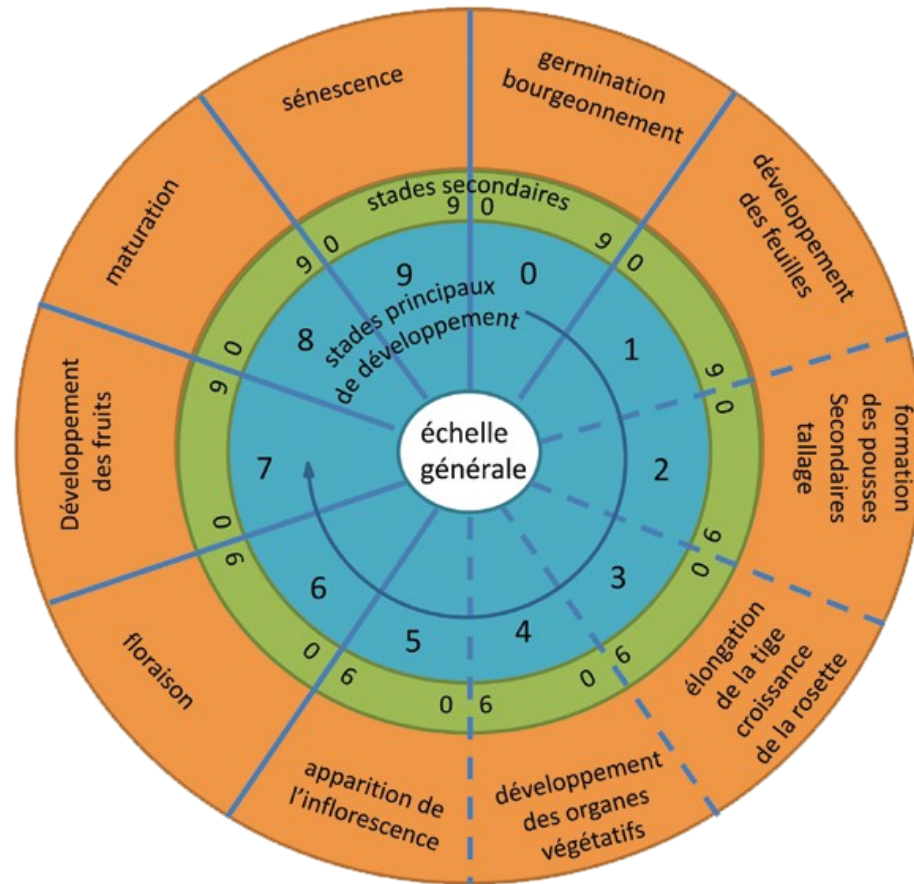 germination
bourgeonnement
développement
des feuilles
formation
des pousses
Secondaires
tallage
élongation
de la tige
croissance
de la rosette
développement
des organes
végétatifs
apparition de
l'inflorescence
floraison
Développement
des fruits
maturation
sénescence
stades secondaires
9 0
9 0
9 0
9 0
9 0
9 0
9 0
9 0
9 0
9 0
0
1
2
3
4
5
6
7
8
9
stades principaux
de développement
échelle
générale